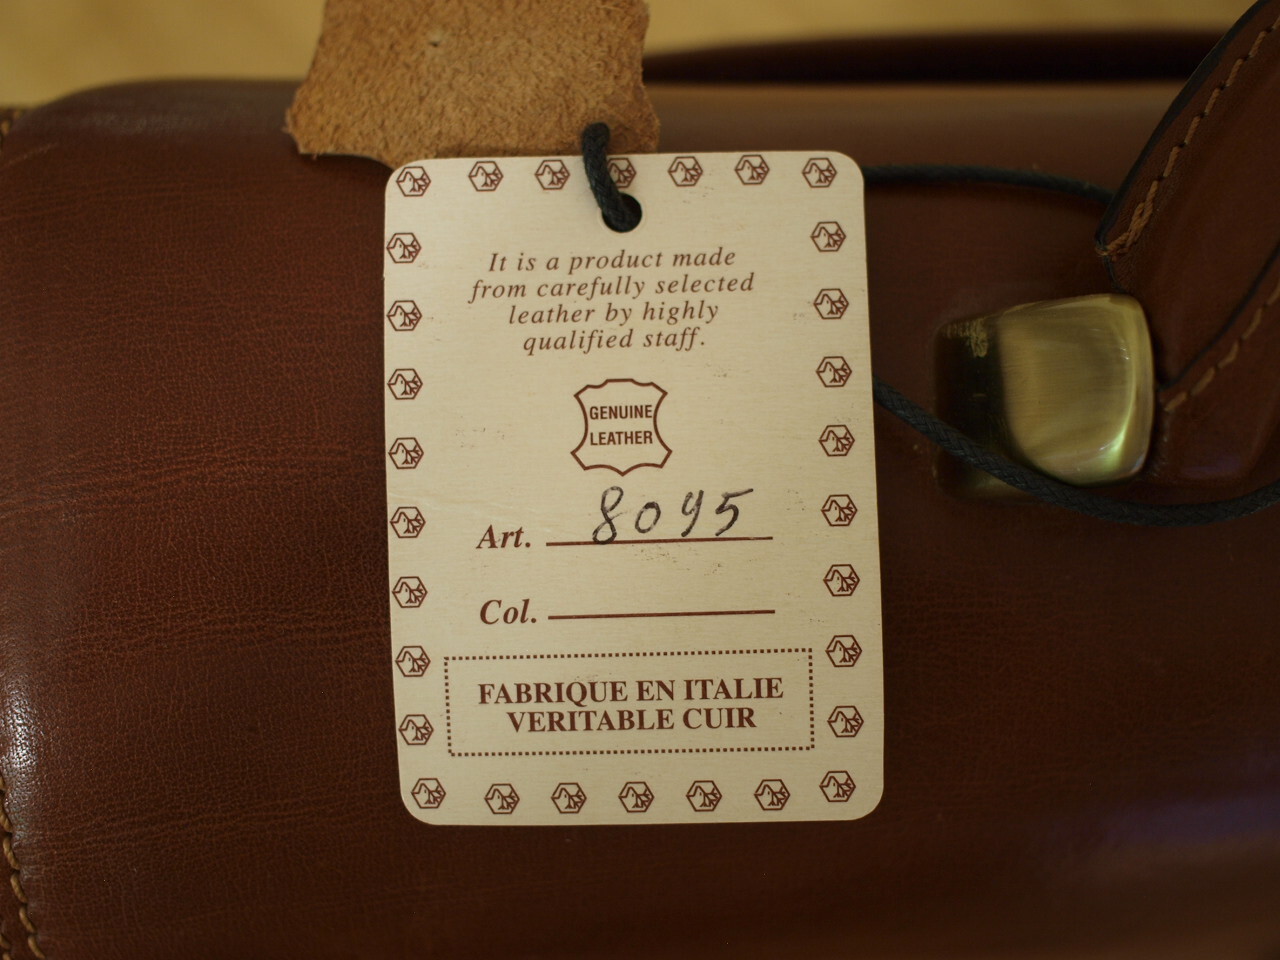 It is a product made
from carefully selected
leather by highly
qualified staff.
GENUINE
LEATHER
Art. 8095
Col.
FABRIQUE EN ITALIE
VERITABLE CUIR